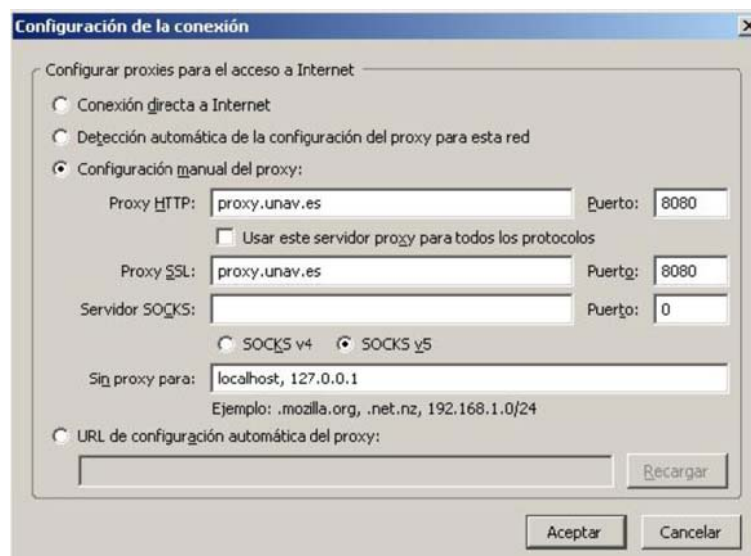 Configuración de la conexión
Configurar proxies para el acceso a Internet
Conexión directa a Internet
Detección automática de la configuración del proxy para esta red
Configuración manual del proxy:
Proxy HTTP: proxy.unav.es Puerto: 8080
Usar este servidor proxy para todos los protocolos
Proxy SSL: proxy.unav.es Puerto: 8080
Servidor SOCKS: Puerto: 0
SOCKS v4 SOCKS v5
Sin proxy para: localhost, 127.0.0.1
Ejemplo: .mozilla.org, .net.nz, 192.168.1.0/24
URL de configuración automática del proxy:
Recargar
Aceptar Cancelar